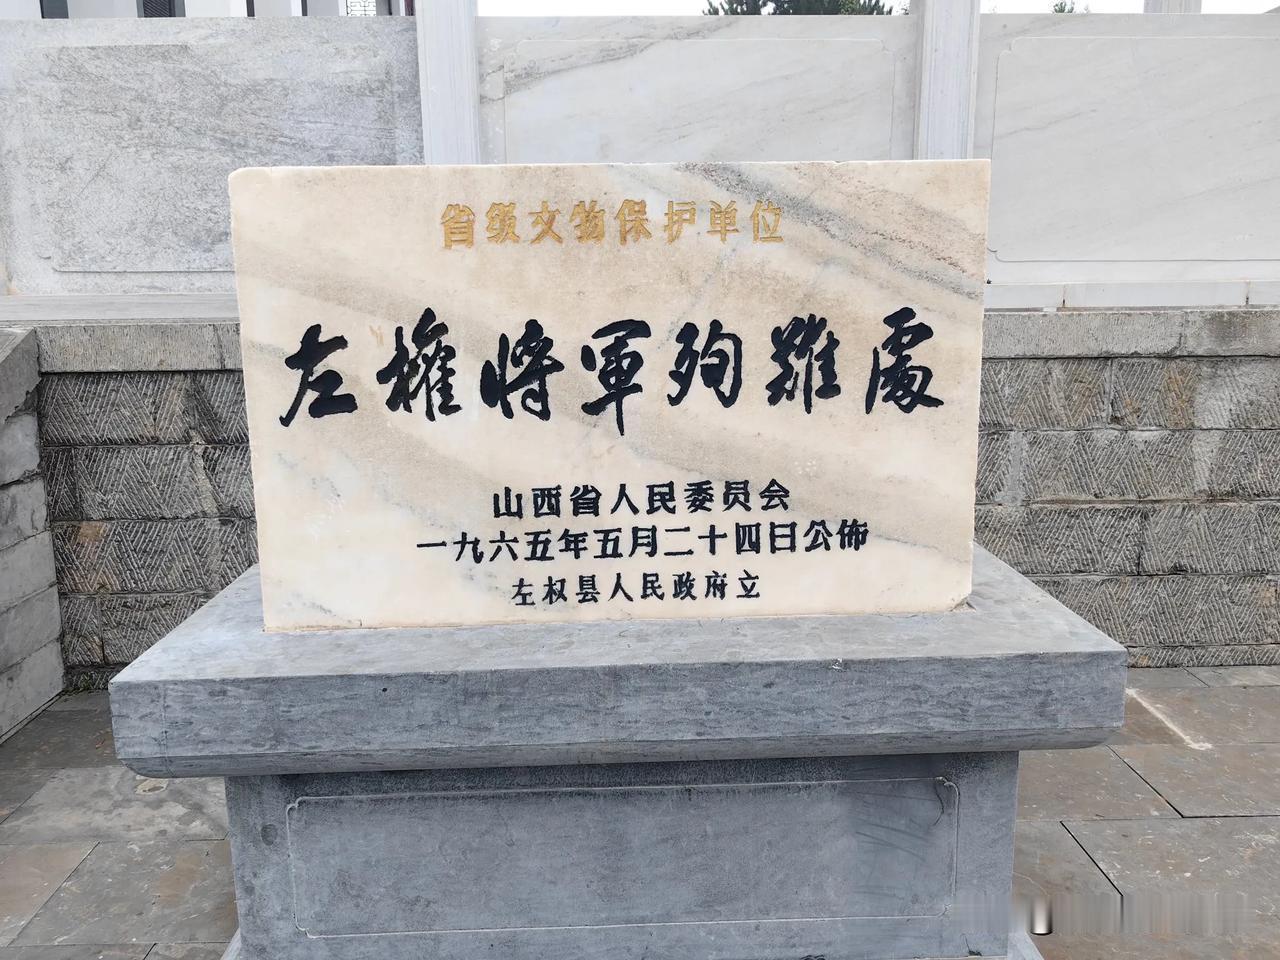 省级文物保护单位
左權将軍殉難處
山西省人民委员会
一九六五年五月二十四日公佈
左权县人民政府立